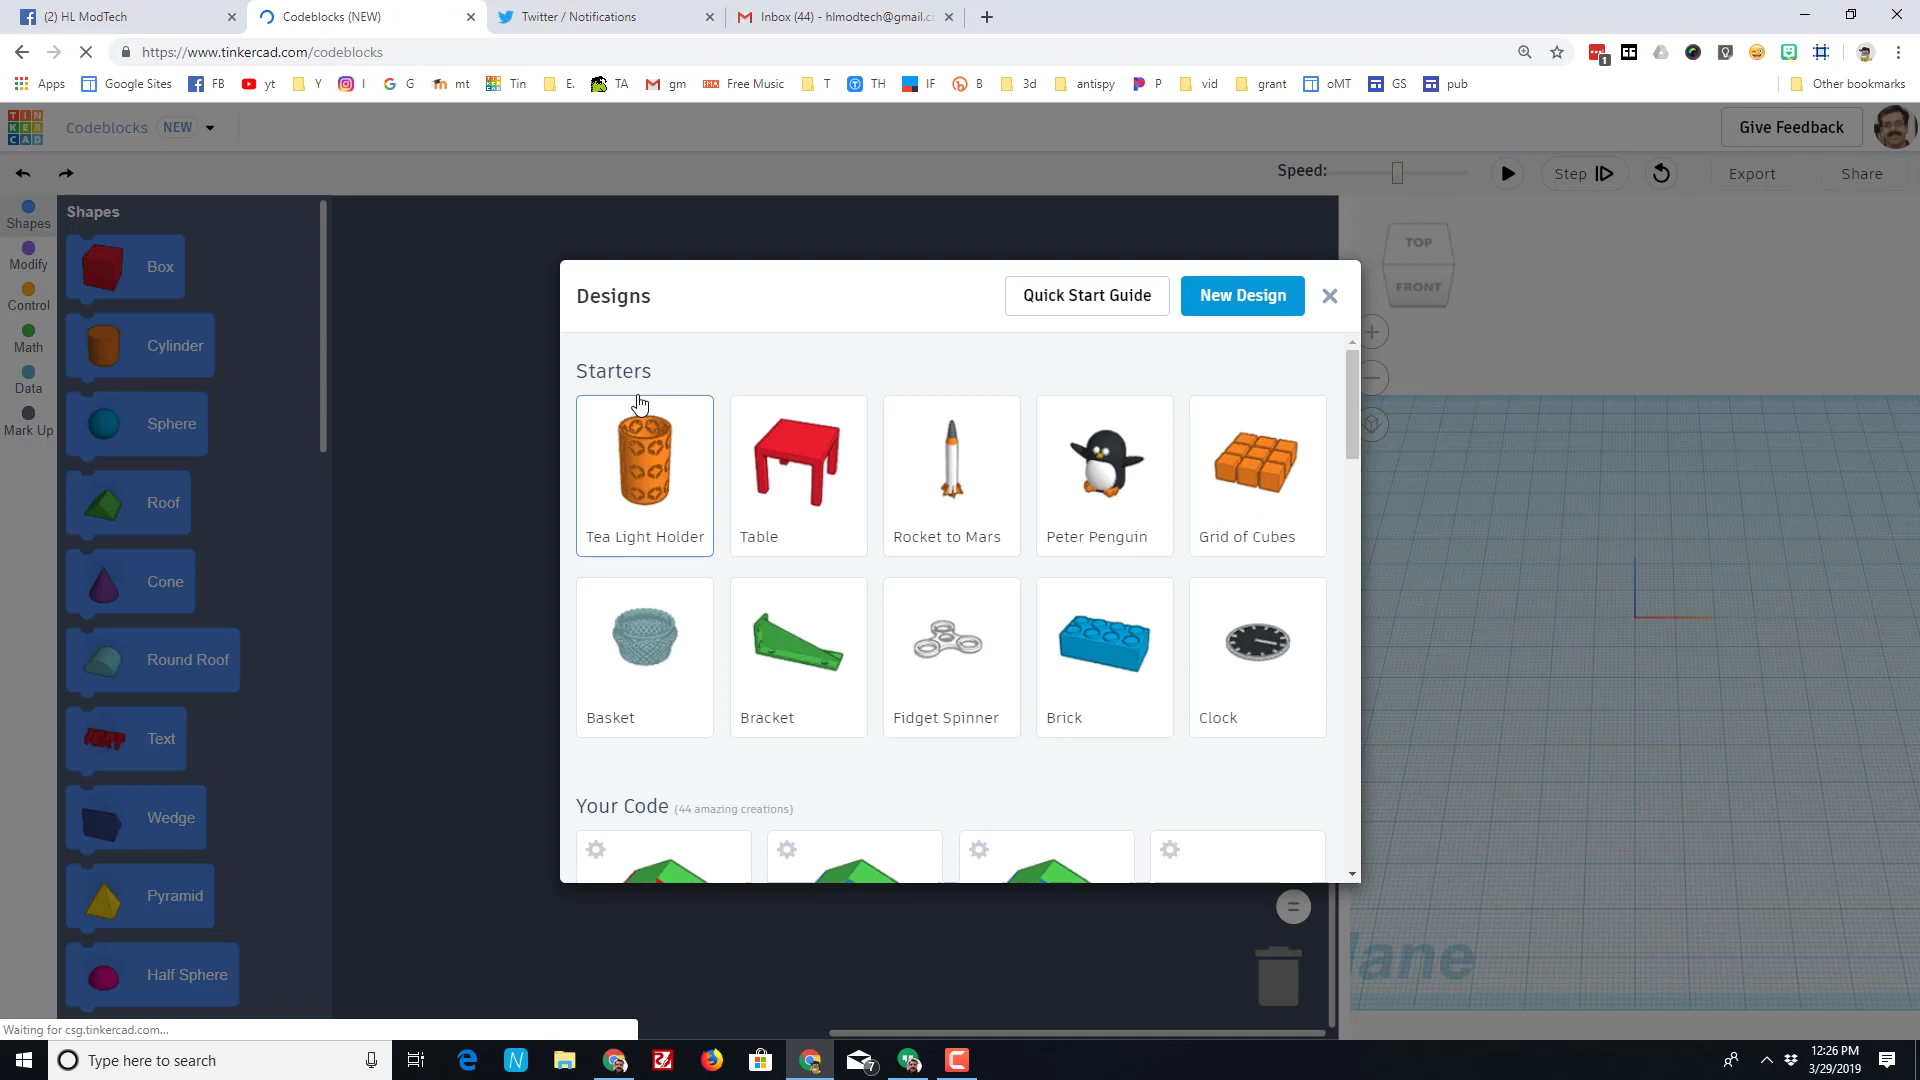 (2) HL ModTech
Codeblocks (NEW)
Twitter / Notifications
Inbox (44) - hlmodtech@gmail.c
https://www.tinkercad.com/codeblocks
1
Apps
Google Sites
FB
yt
Y
I
G
mt
Tin
E.
TA
gm
Free Music
T
TH
IF
B
3d
antispy
P
vid
grant
oMT
GS
pub
Other bookmarks
TIN
KER
CAD
Codeblocks NEW
Give Feedback
Speed:
Step
Export
Share
Shapes
Modify
Control
Math
Data
Mark Up
Shapes
Box
Cylinder
Sphere
Roof
Cone
Round Roof
Text
Wedge
Pyramid
Half Sphere
TOP
FRONT
Designs
Quick Start Guide
New Design
Starters
Tea Light Holder
Table
Rocket to Mars
Peter Penguin
Grid of Cubes
Basket
Bracket
Fidget Spinner
Brick
Clock
Your Code (44 amazing creations)
lane
Waiting for csg.tinkercad.com...
Type here to search
7
12:26 PM
3/29/2019